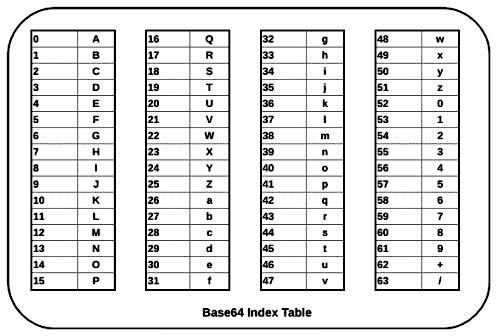 0 A 16 Q 32 g 48 w
1 B 17 R 33 h 49 x
2 C 18 S 34 i 50 y
3 D 19 T 35 j 51 z
4 E 20 U 36 k 52 0
5 F 21 V 37 l 53 1
6 G 22 W 38 m 54 2
7 H 23 X 39 n 55 3
8 I 24 Y 40 o 56 4
9 J 25 Z 41 p 57 5
10 K 26 a 42 q 58 6
11 L 27 b 43 r 59 7
12 M 28 c 44 s 60 8
13 N 29 d 45 t 61 9
14 O 30 e 46 u 62 +
15 P 31 f 47 v 63 /
Base64 Index Table